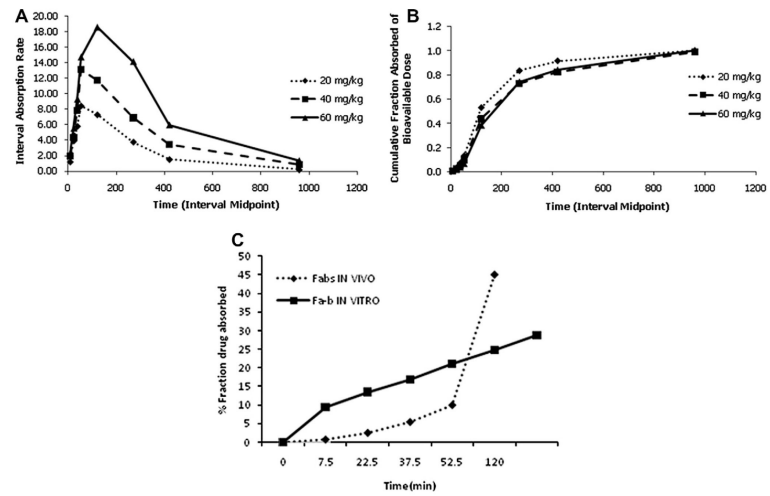 A
Interval Absorption Rate
20.00
18.00
16.00
14.00
12.00
10.00
8.00
6.00
4.00
2.00
0.00
0 200 400 600 800 1000 1200
Time (Interval Midpoint)
20 mg/kg
40 mg/kg
60 mg/kg
B
Cumulative Fraction Absorbed of
Bioavailable Dose
1.2
1.0
0.8
0.6
0.4
0.2
0.0
0 200 400 600 800 1000 1200
Time (Interval Midpoint)
20 mg/kg
40 mg/kg
60 mg/kg
C
% Fraction drug absorbed
50
45
40
35
30
25
20
15
10
5
0
0 7.5 22.5 37.5 52.5 120
Time(min)
Fabs IN VIVO
Fa-b IN VITRO